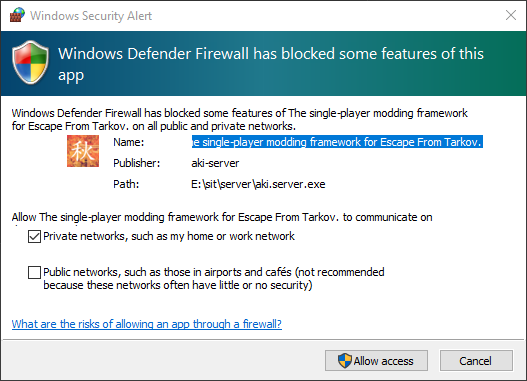 Windows Security Alert
Windows Defender Firewall has blocked some features of this
app
Windows Defender Firewall has blocked some features of The single-player modding framework
for Escape From Tarkov. on all public and private networks.
秋
Name: e single-player modding framework for Escape From Tarkov.
Publisher: aki-server
Path: E:\sit\server\aki.server.exe
Allow The single-player modding framework for Escape From Tarkov. to communicate on
Private networks, such as my home or work network
Public networks, such as those in airports and cafés (not recommended
because these networks often have little or no security)
What are the risks of allowing an app through a firewall?
Allow access Cancel